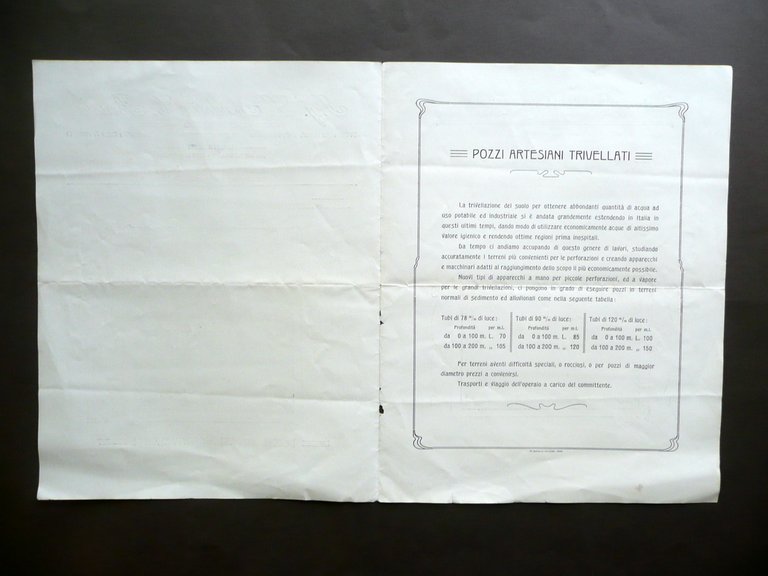 POZZI ARTESIANI TRIVELLATI
La trivellazione del suolo per ottenere abbondanti quantità di acqua ad
uso potabile ed industriale si è andata grandemente estendendo in Italia in
questi ultimi tempi, dando modo di utilizzare economicamente acque di altissimo
valore igienico e rendendo ottime regioni prima inospitali.
Da tempo ci andiamo occupando di questo genere di lavori, studiando
accuratamente i terreni più convenienti per le perforazioni e creando apparecchi
e macchinari adatti al raggiungimento dello scopo il più economicamente possibile.
Nuovi tipi di apparecchi a mano per piccole perforazioni, ed a vapore
per le grandi trivellazioni, ci pongono in grado di eseguire pozzi in terreni
normali di sedimento ed alluvionali come nella seguente tabella:
Tubi di 78 m/m di luce: Tubi di 90 m/m di luce: Tubi di 120 m/m di luce:
Profondità per m.l. Profondità per m.l. Profondità per m.l.
da 0 a 100 m. L. 70 da 0 a 100 m. L. 85 da 0 a 100 m. L. 100
da 100 a 200 m. „ 105 da 100 a 200 m. „ 120 da 100 a 200 m. „ 150
Per terreni aventi difficoltà speciali, o rocciosi, o per pozzi di maggior
diametro prezzi a convenirsi.
Trasporti e viaggio dell'operaio a carico del committente.